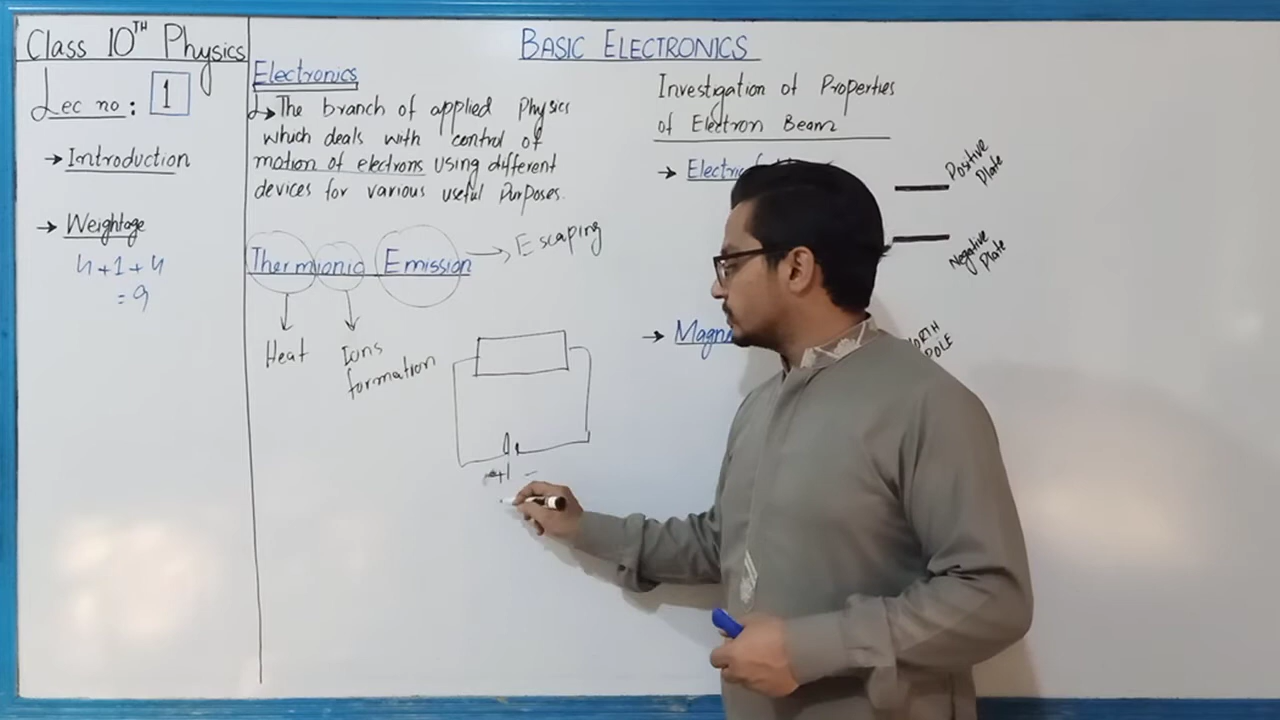 Class 10TH Physics
Lec no: 1
→ Introduction
→ Weightage
4+1+4
= 9
BASIC ELECTRONICS
Electronics
↳ The branch of applied Physics
which deals with control of
motion of electrons using different
devices for various useful Purposes.
Thermionic Emission → Escaping
Heat
Ions
formation
+ -
Investigation of Properties
of Electron Beam
→ Electric
Positive
Plate
Negative
Plate
→